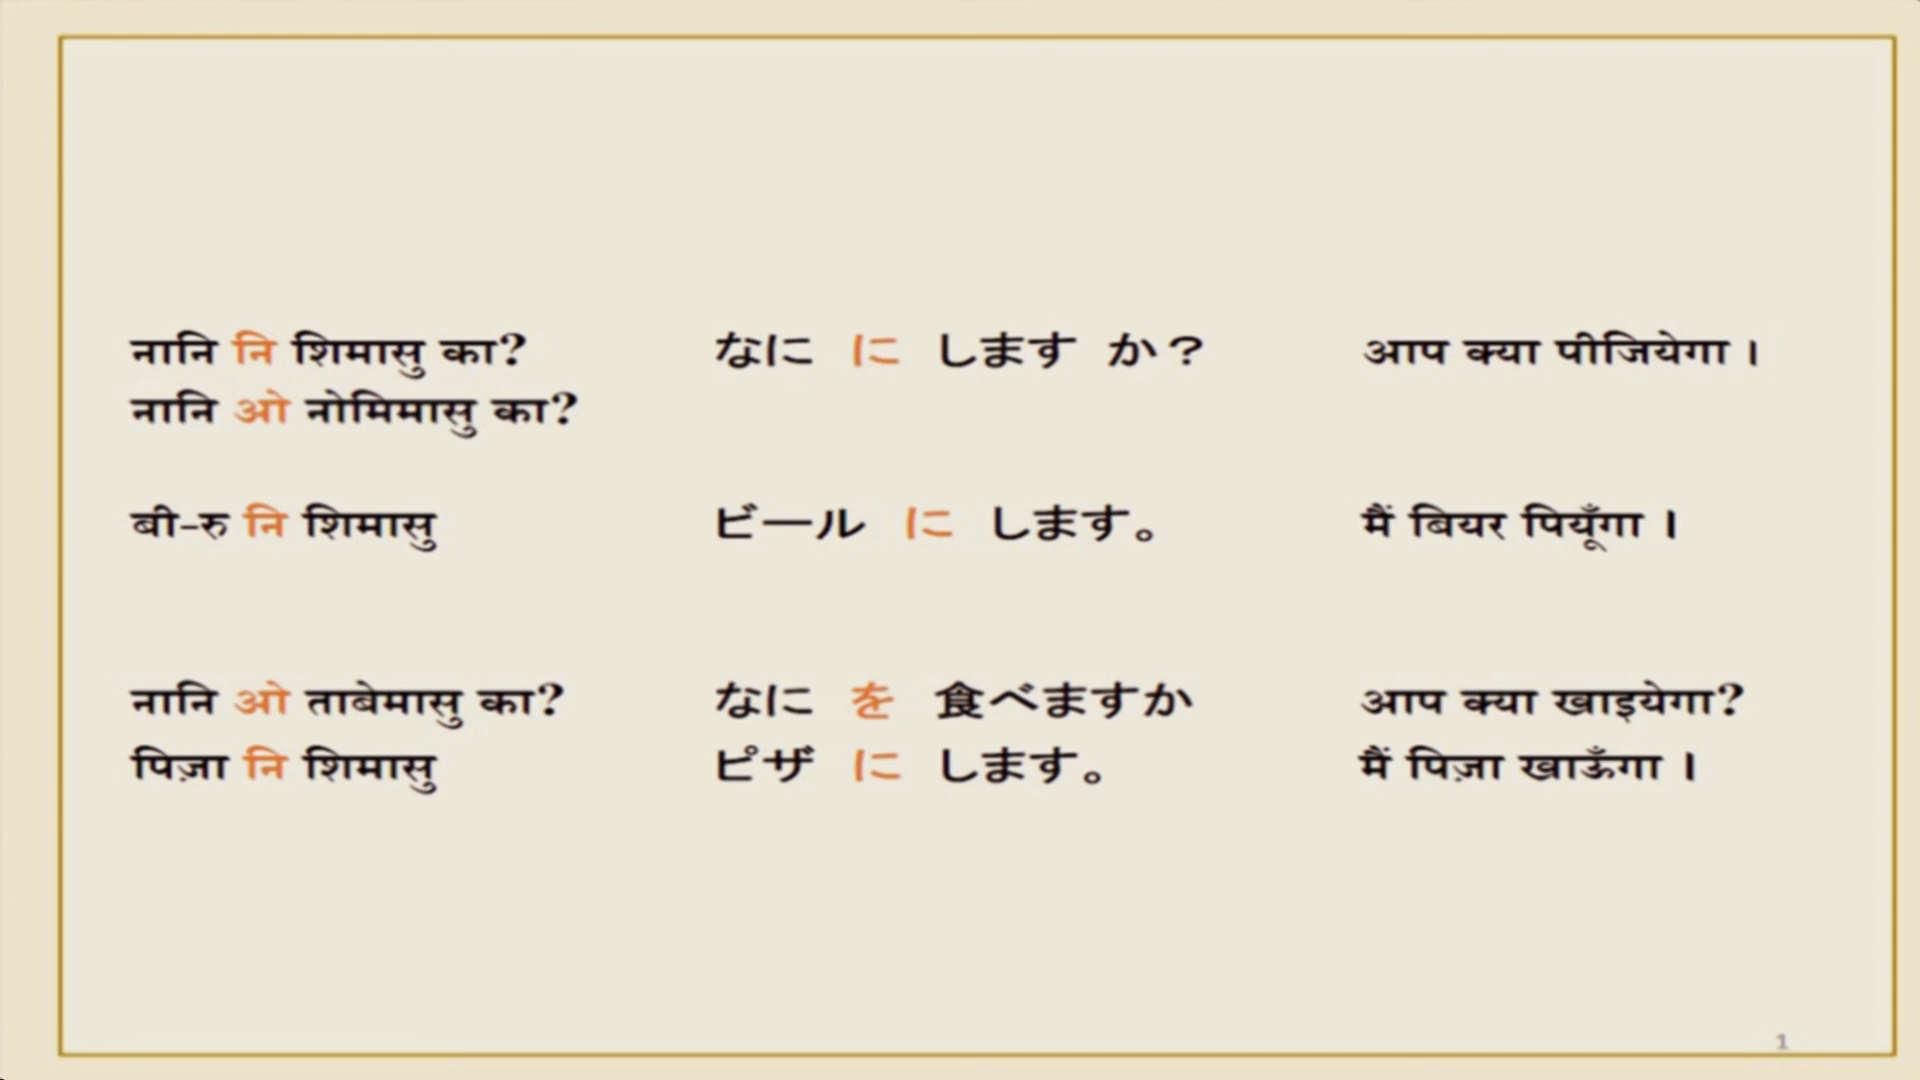 नानि नि शिमासु का? なに に します か？ आप क्या पीजियेगा ।
नानि ओ नोमिमासु का?
बी-रु नि शिमासु ビール に します。 मैं बियर पियूँगा ।
नानि ओ ताबेमासु का? なに を 食べますか आप क्या खाइयेगा?
पिज़ा नि शिमासु ピザ に します。 मैं पिज़ा खाऊँगा ।
1